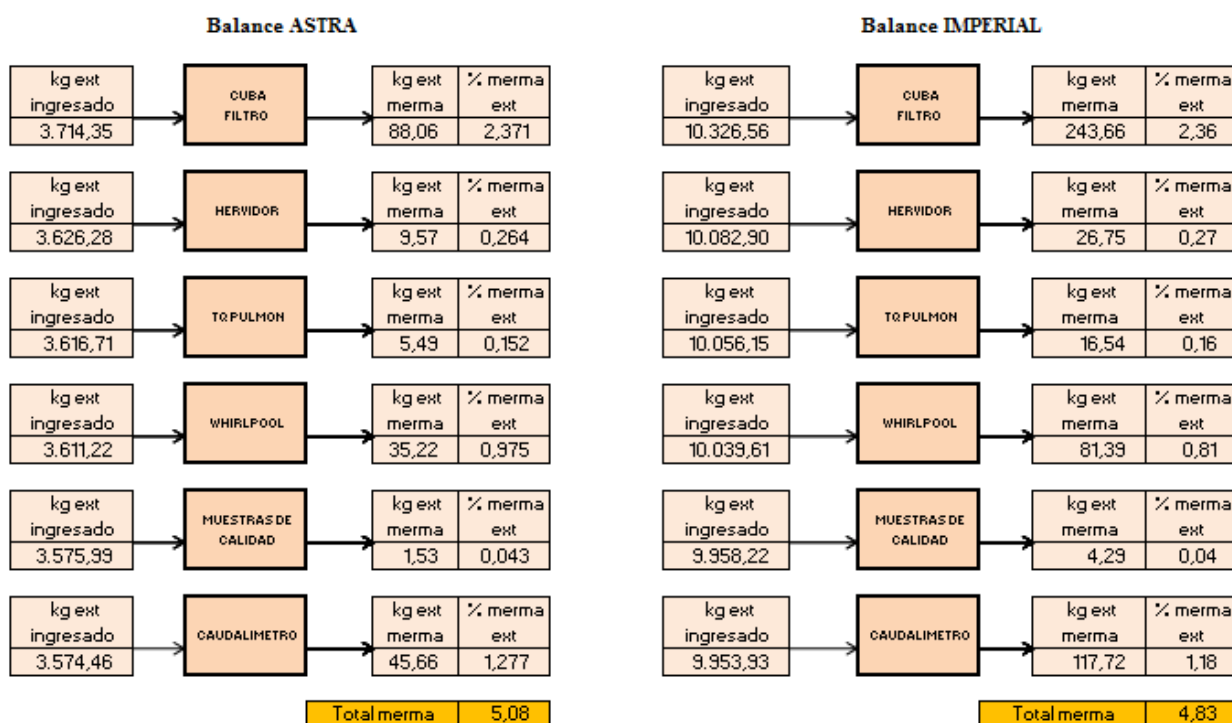 Balance ASTRA
Balance IMPERIAL
kg ext kg ext % merma kg ext kg ext % merma
ingresado CUBA FILTRO merma ext ingresado CUBA FILTRO merma ext
3.714,35 88,06 2,371 10.326,56 243,66 2,36
kg ext kg ext % merma kg ext kg ext % merma
ingresado HERVIDOR merma ext ingresado HERVIDOR merma ext
3.626,28 9,57 0,264 10.082,90 26,75 0,27
kg ext kg ext % merma kg ext kg ext % merma
ingresado TQ PULMON merma ext ingresado TQ PULMON merma ext
3.616,71 5,49 0,152 10.056,15 16,54 0,16
kg ext kg ext % merma kg ext kg ext % merma
ingresado WHIRLPOOL merma ext ingresado WHIRLPOOL merma ext
3.611,22 35,22 0,975 10.039,61 81,39 0,81
kg ext kg ext % merma kg ext kg ext % merma
ingresado MUESTRAS DE CALIDAD merma ext ingresado MUESTRAS DE CALIDAD merma ext
3.575,99 1,53 0,043 9.958,22 4,29 0,04
kg ext kg ext % merma kg ext kg ext % merma
ingresado CAUDALIMETRO merma ext ingresado CAUDALIMETRO merma ext
3.574,46 45,66 1,277 9.953,93 117,72 1,18
Total merma 5,08 Total merma 4,83